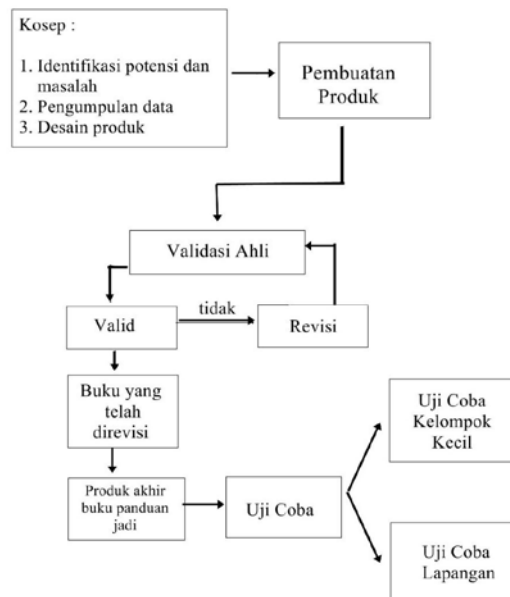 Kosep :
1. Identifikasi potensi dan
masalah
2. Pengumpulan data
3. Desain produk
Pembuatan
Produk
Validasi Ahli
Valid
tidak
Revisi
Buku yang
telah
direvisi
Produk akhir
buku panduan
jadi
Uji Coba
Uji Coba
Kelompok
Kecil
Uji Coba
Lapangan